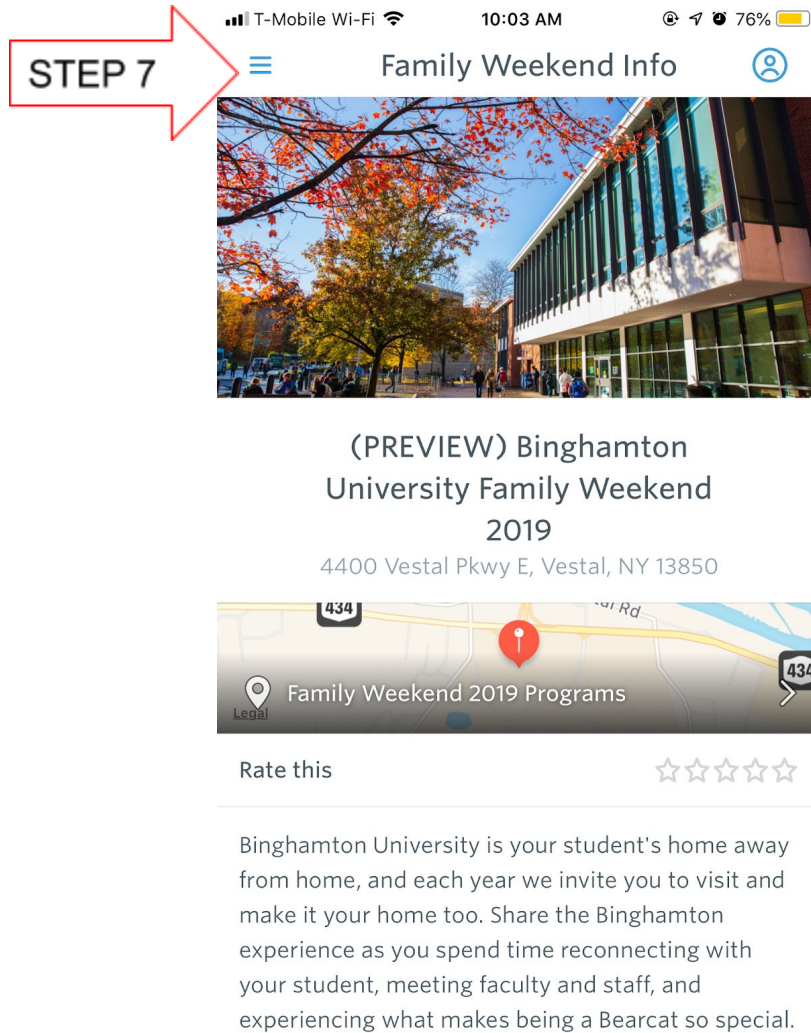 T-Mobile Wi-Fi 10:03 AM 76%
STEP 7
Family Weekend Info
(PREVIEW) Binghamton
University Family Weekend
2019
4400 Vestal Pkwy E, Vestal, NY 13850
434
Rd
434
Family Weekend 2019 Programs
Legal
Rate this
Binghamton University is your student's home away
from home, and each year we invite you to visit and
make it your home too. Share the Binghamton
experience as you spend time reconnecting with
your student, meeting faculty and staff, and
experiencing what makes being a Bearcat so special.